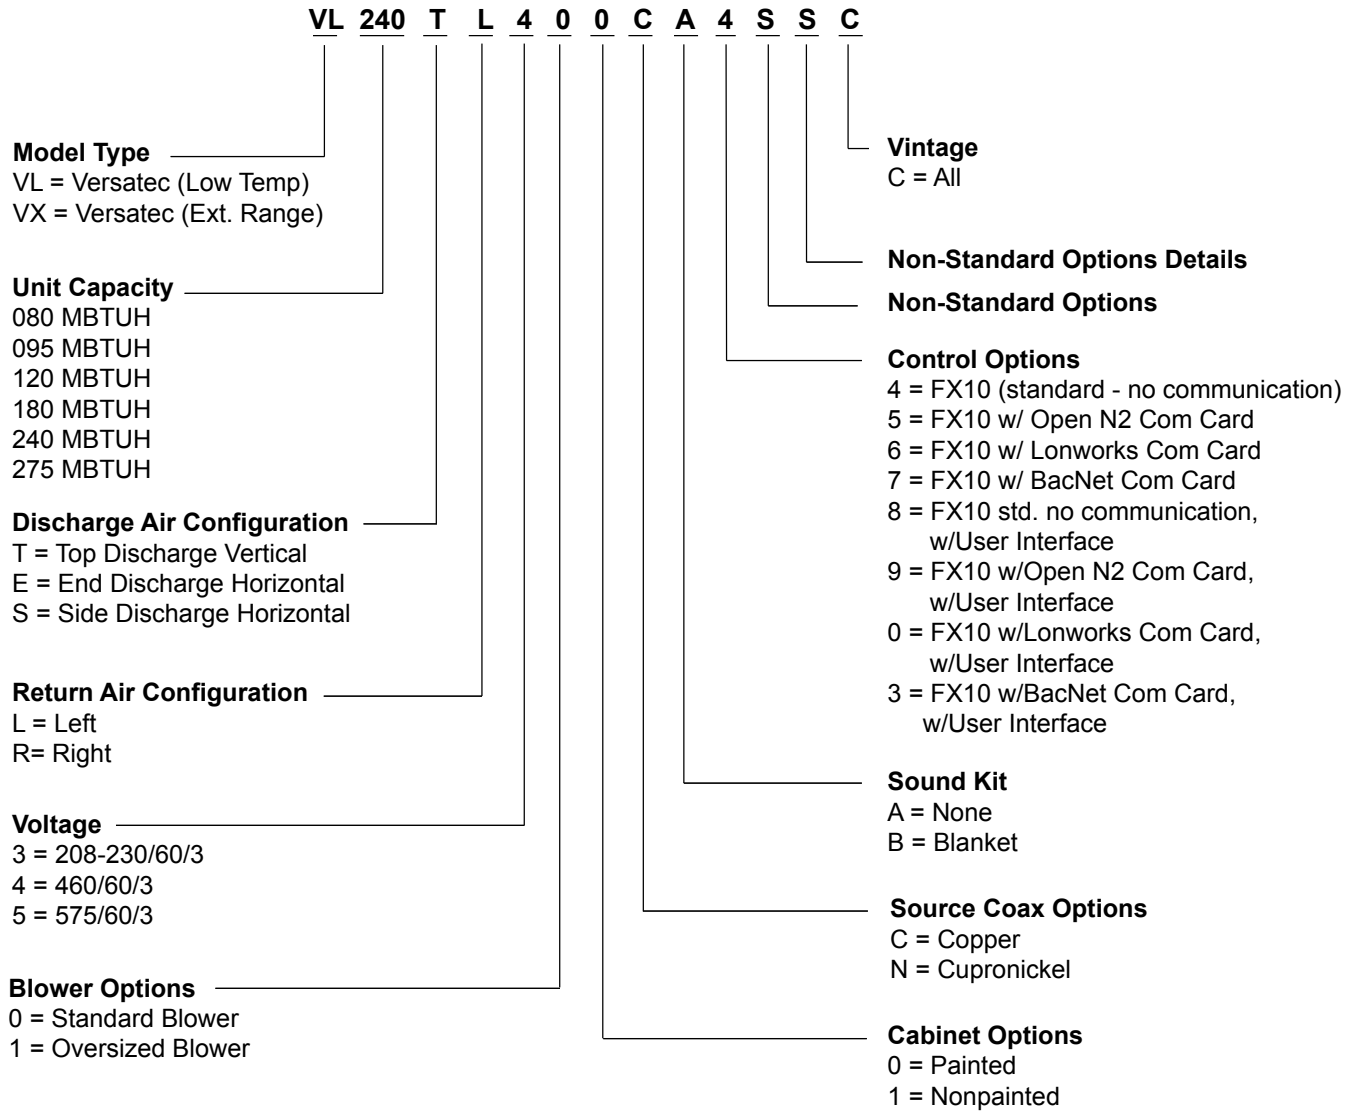 VL 240 T L 4 0 0 C A 4 S S C
Model Type
VL = Versatec (Low Temp)
VX = Versatec (Ext. Range)
Unit Capacity
080 MBTUH
095 MBTUH
120 MBTUH
180 MBTUH
240 MBTUH
275 MBTUH
Discharge Air Configuration
T = Top Discharge Vertical
E = End Discharge Horizontal
S = Side Discharge Horizontal
Return Air Configuration
L = Left
R= Right
Voltage
3 = 208-230/60/3
4 = 460/60/3
5 = 575/60/3
Blower Options
0 = Standard Blower
1 = Oversized Blower
Vintage
C = All
Non-Standard Options Details
Non-Standard Options
Control Options
4 = FX10 (standard - no communication)
5 = FX10 w/ Open N2 Com Card
6 = FX10 w/ Lonworks Com Card
7 = FX10 w/ BacNet Com Card
8 = FX10 std. no communication,
w/User Interface
9 = FX10 w/Open N2 Com Card,
w/User Interface
0 = FX10 w/Lonworks Com Card,
w/User Interface
3 = FX10 w/BacNet Com Card,
w/User Interface
Sound Kit
A = None
B = Blanket
Source Coax Options
C = Copper
N = Cupronickel
Cabinet Options
0 = Painted
1 = Nonpainted